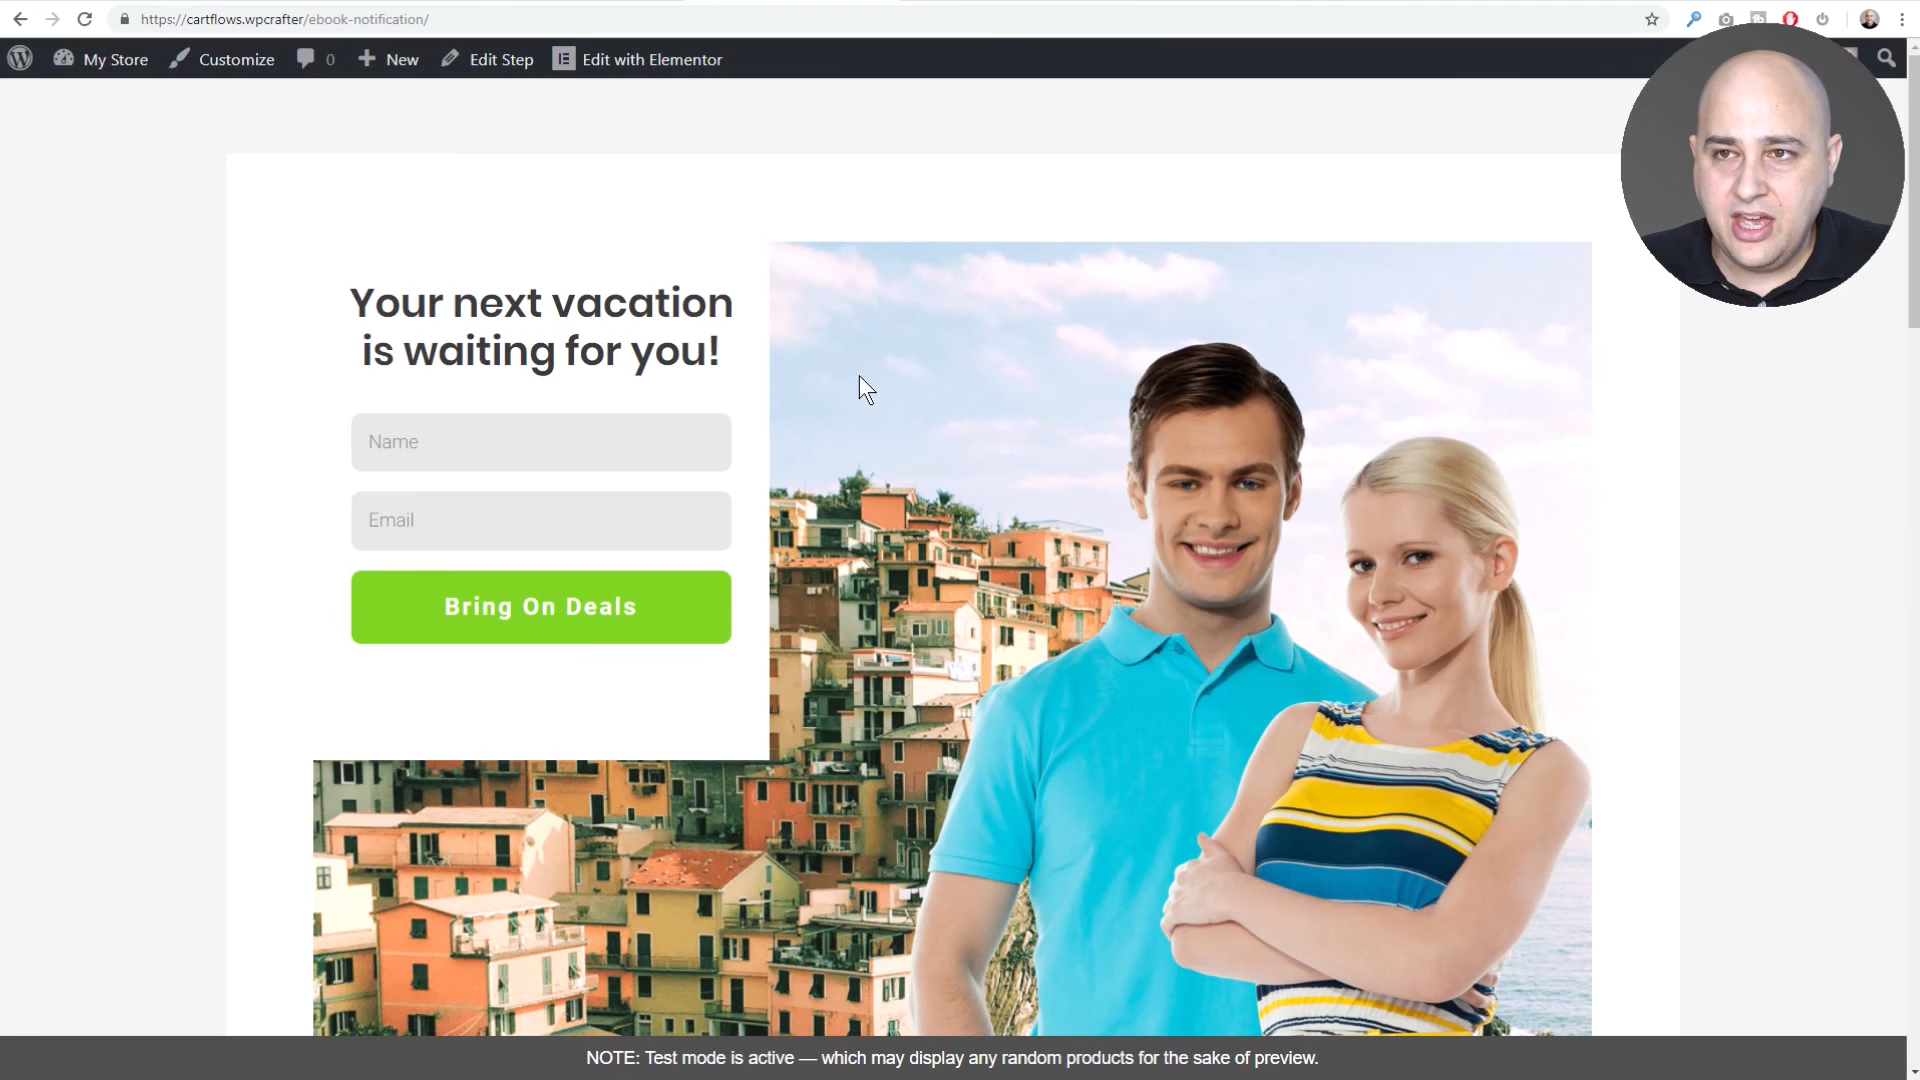 https://cartflows.wpcrafter/ebook-notification/
My Store
Customize
0
New
Edit Step
Edit with Elementor
Your next vacation
is waiting for you!
Name
Email
Bring On Deals
NOTE: Test mode is active — which may display any random products for the sake of preview.